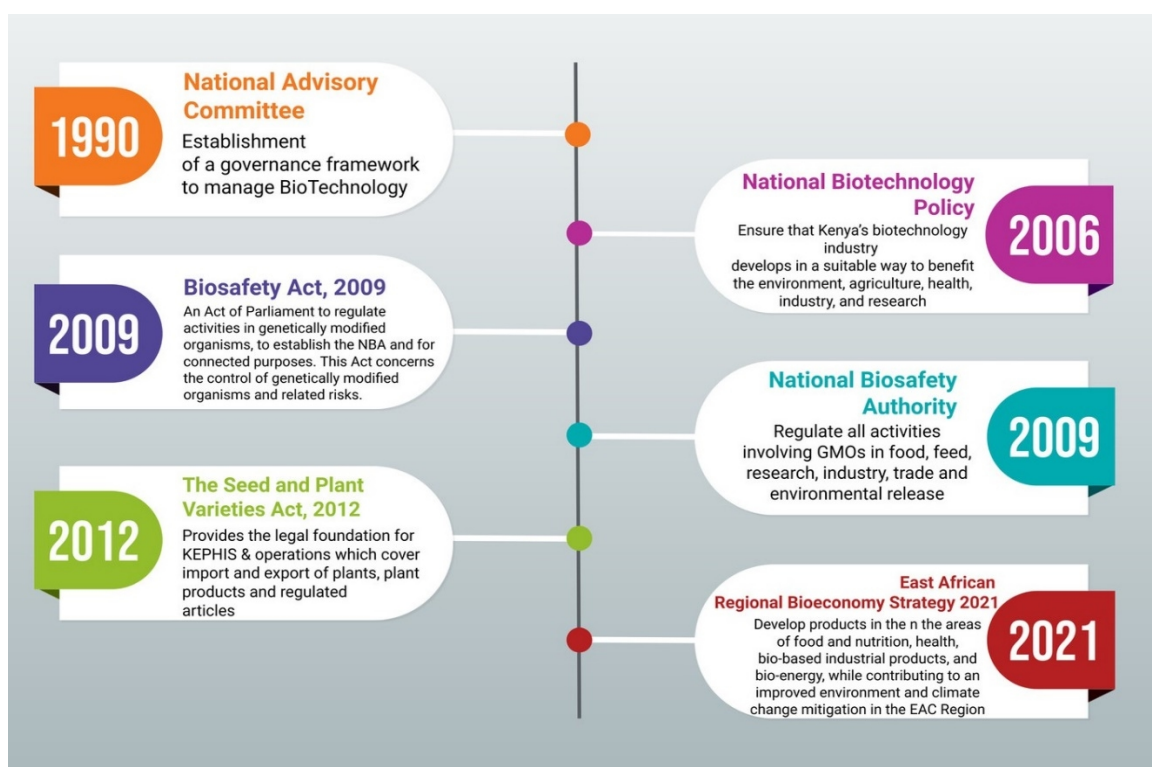 1990
National Advisory
Committee
Establishment
of a governance framework
to manage BioTechnology
National Biotechnology
Policy
Ensure that Kenya's biotechnology
industry
develops in a suitable way to benefit
the environment, agriculture, health,
industry, and research
2006
2009
Biosafety Act, 2009
An Act of Parliament to regulate
activities in genetically modified
organisms, to establish the NBA and for
connected purposes. This Act concerns
the control of genetically modified
organisms and related risks.
National Biosafety
Authority
Regulate all activities
involving GMOs in food, feed,
research, industry, trade and
environmental release
2009
2012
The Seed and Plant
Varieties Act, 2012
Provides the legal foundation for
KEPHIS & operations which cover
import and export of plants, plant
products and regulated
articles
East African
Regional Bioeconomy Strategy 2021
Develop products in the n the areas
of food and nutrition, health,
bio-based industrial products, and
bio-energy, while contributing to an
improved environment and climate
change mitigation in the EAC Region
2021